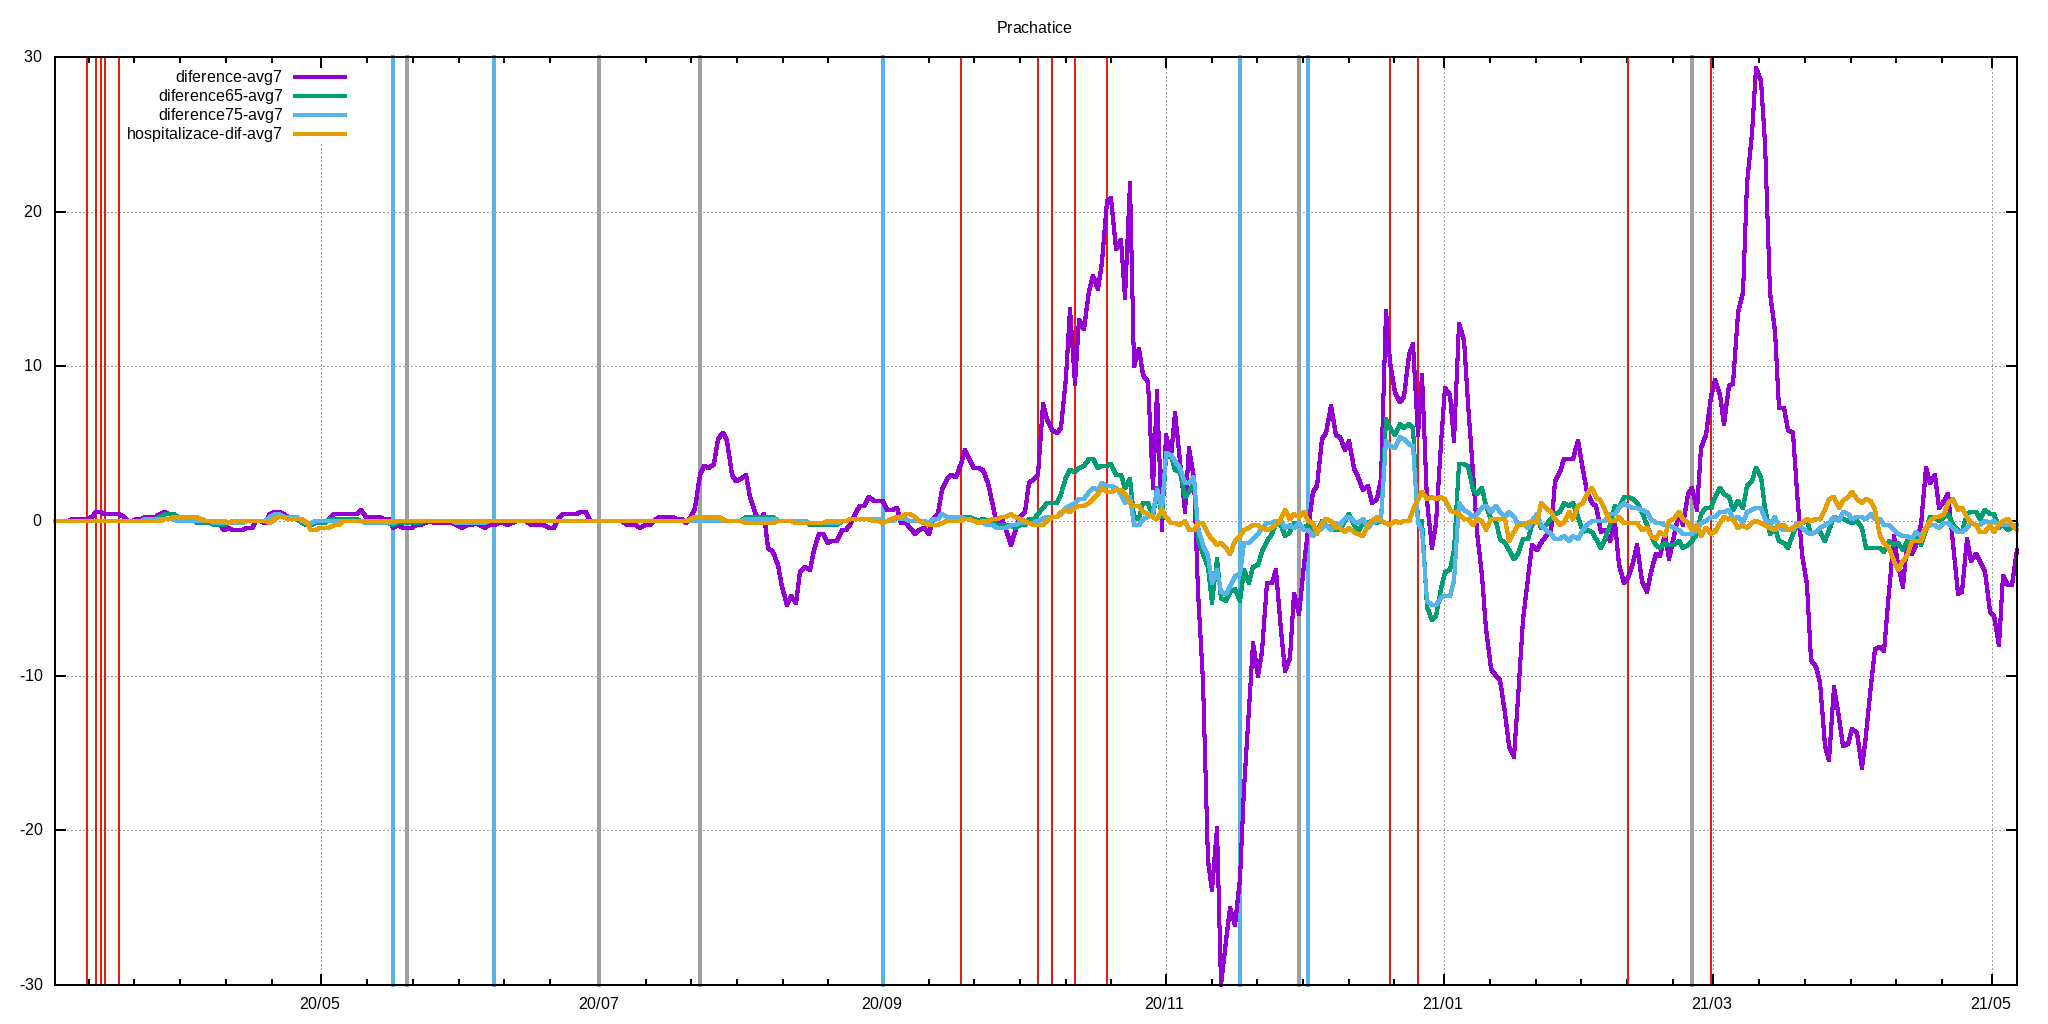 Prachatice
30
20
10
0
-10
-20
-30
diference-avg7
diference65-avg7
diference75-avg7
hospitalizace-dif-avg7
20/05
20/07
20/09
20/11
21/01
21/03
21/05